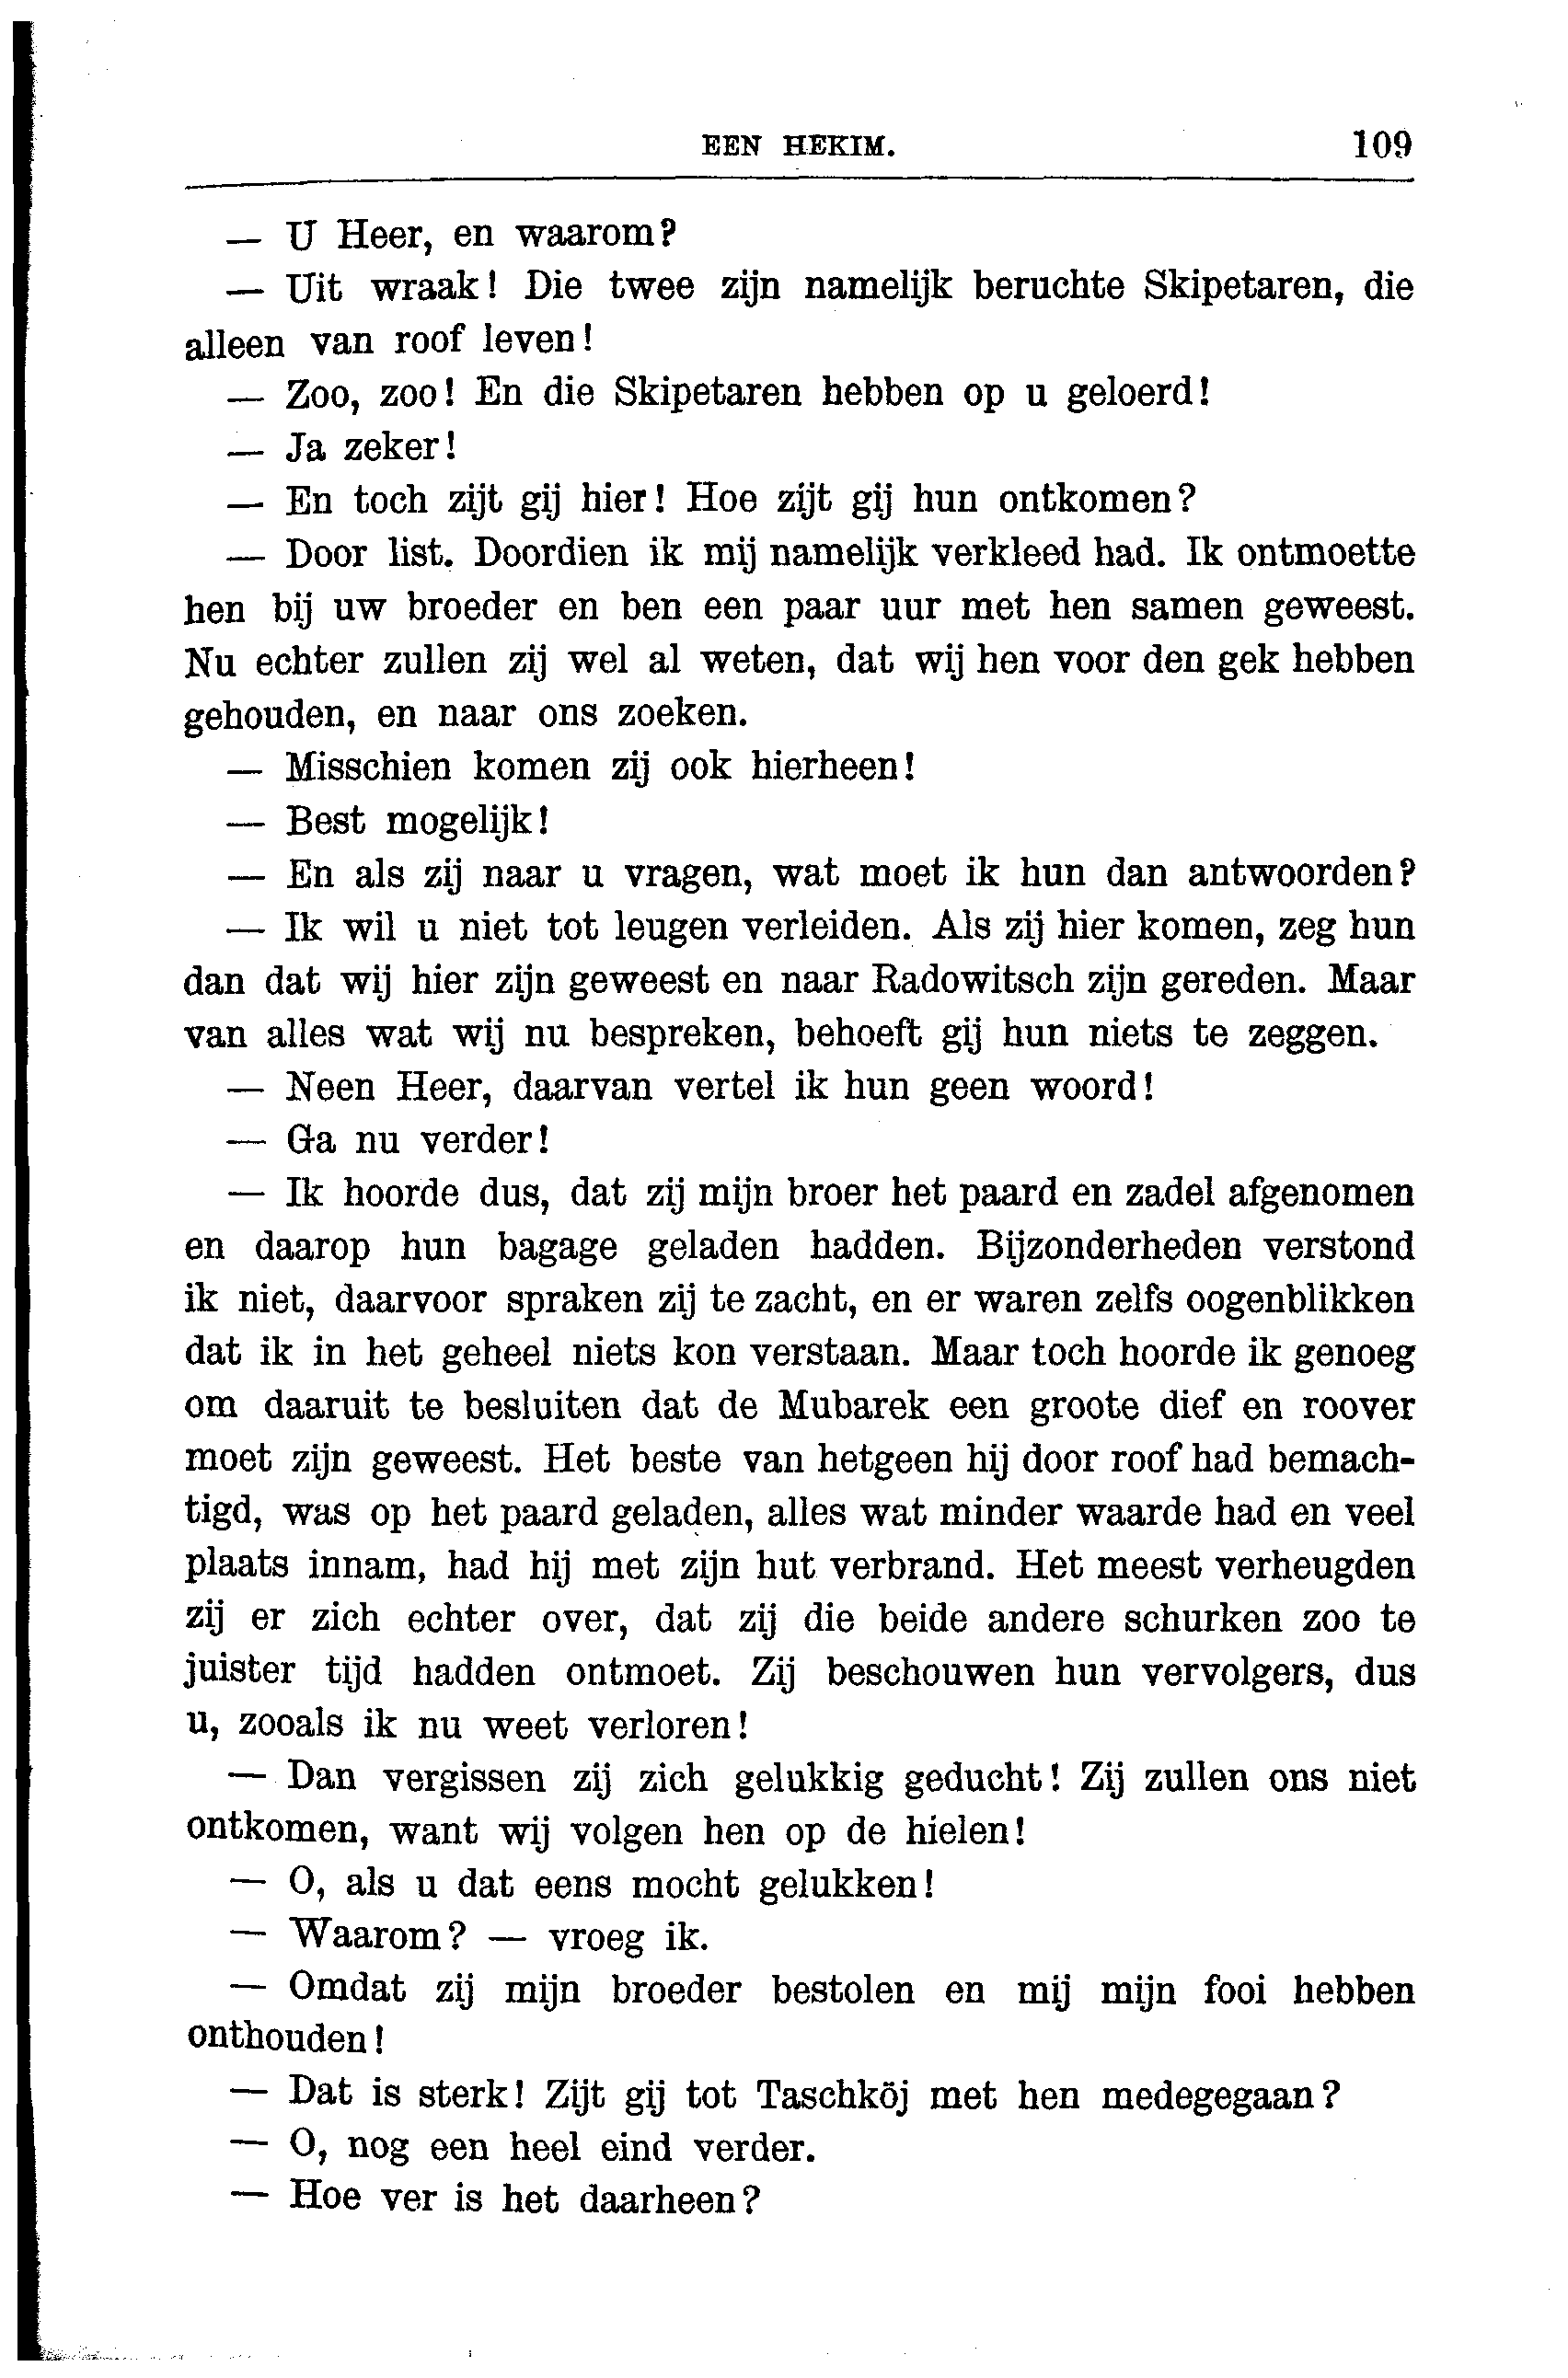 EEN HEKIM. 109
— U Heer, en waarom?
— Uit wraak! Die twee zijn namelijk beruchte Skipetaren, die
alleen van roof leven!
— Zoo, zoo! En die Skipetaren hebben op u geloerd!
— Ja zeker!
— En toch zijt gij hier! Hoe zijt gij hun ontkomen?
— Door list. Doordien ik mij namelijk verkleed had. Ik ontmoette
hen bij uw broeder en ben een paar uur met hen samen geweest.
Nu echter zullen zij wel al weten, dat wij hen voor den gek hebben
gehouden, en naar ons zoeken.
— Misschien komen zij ook hierheen!
— Best mogelijk!
— En als zij naar u vragen, wat moet ik hun dan antwoorden?
— Ik wil u niet tot leugen verleiden. Als zij hier komen, zeg hun
dan dat wij hier zijn geweest en naar Radowitsch zijn gereden. Maar
van alles wat wij nu bespreken, behoeft gij hun niets te zeggen.
— Neen Heer, daarvan vertel ik hun geen woord!
— Ga nu verder!
— Ik hoorde dus, dat zij mijn broer het paard en zadel afgenomen
en daarop hun bagage geladen hadden. Bijzonderheden verstond
ik niet, daarvoor spraken zij te zacht, en er waren zelfs oogenblikken
dat ik in het geheel niets kon verstaan. Maar toch hoorde ik genoeg
om daaruit te besluiten dat de Mubarek een groote dief en roover
moet zijn geweest. Het beste van hetgeen hij door roof had bemach-
tigd, was op het paard geladen, alles wat minder waarde had en veel
plaats innam, had hij met zijn hut verbrand. Het meest verheugden
zij er zich echter over, dat zij die beide andere schurken zoo te
juister tijd hadden ontmoet. Zij beschouwen hun vervolgers, dus
u, zooals ik nu weet verloren!
— Dan vergissen zij zich gelukkig geducht! Zij zullen ons niet
ontkomen, want wij volgen hen op de hielen!
— O, als u dat eens mocht gelukken!
— Waarom? — vroeg ik.
— Omdat zij mijn broeder bestolen en mij mijn fooi hebben
onthouden!
— Dat is sterk! Zijt gij tot Taschköj met hen medegegaan?
— O, nog een heel eind verder.
— Hoe ver is het daarheen?